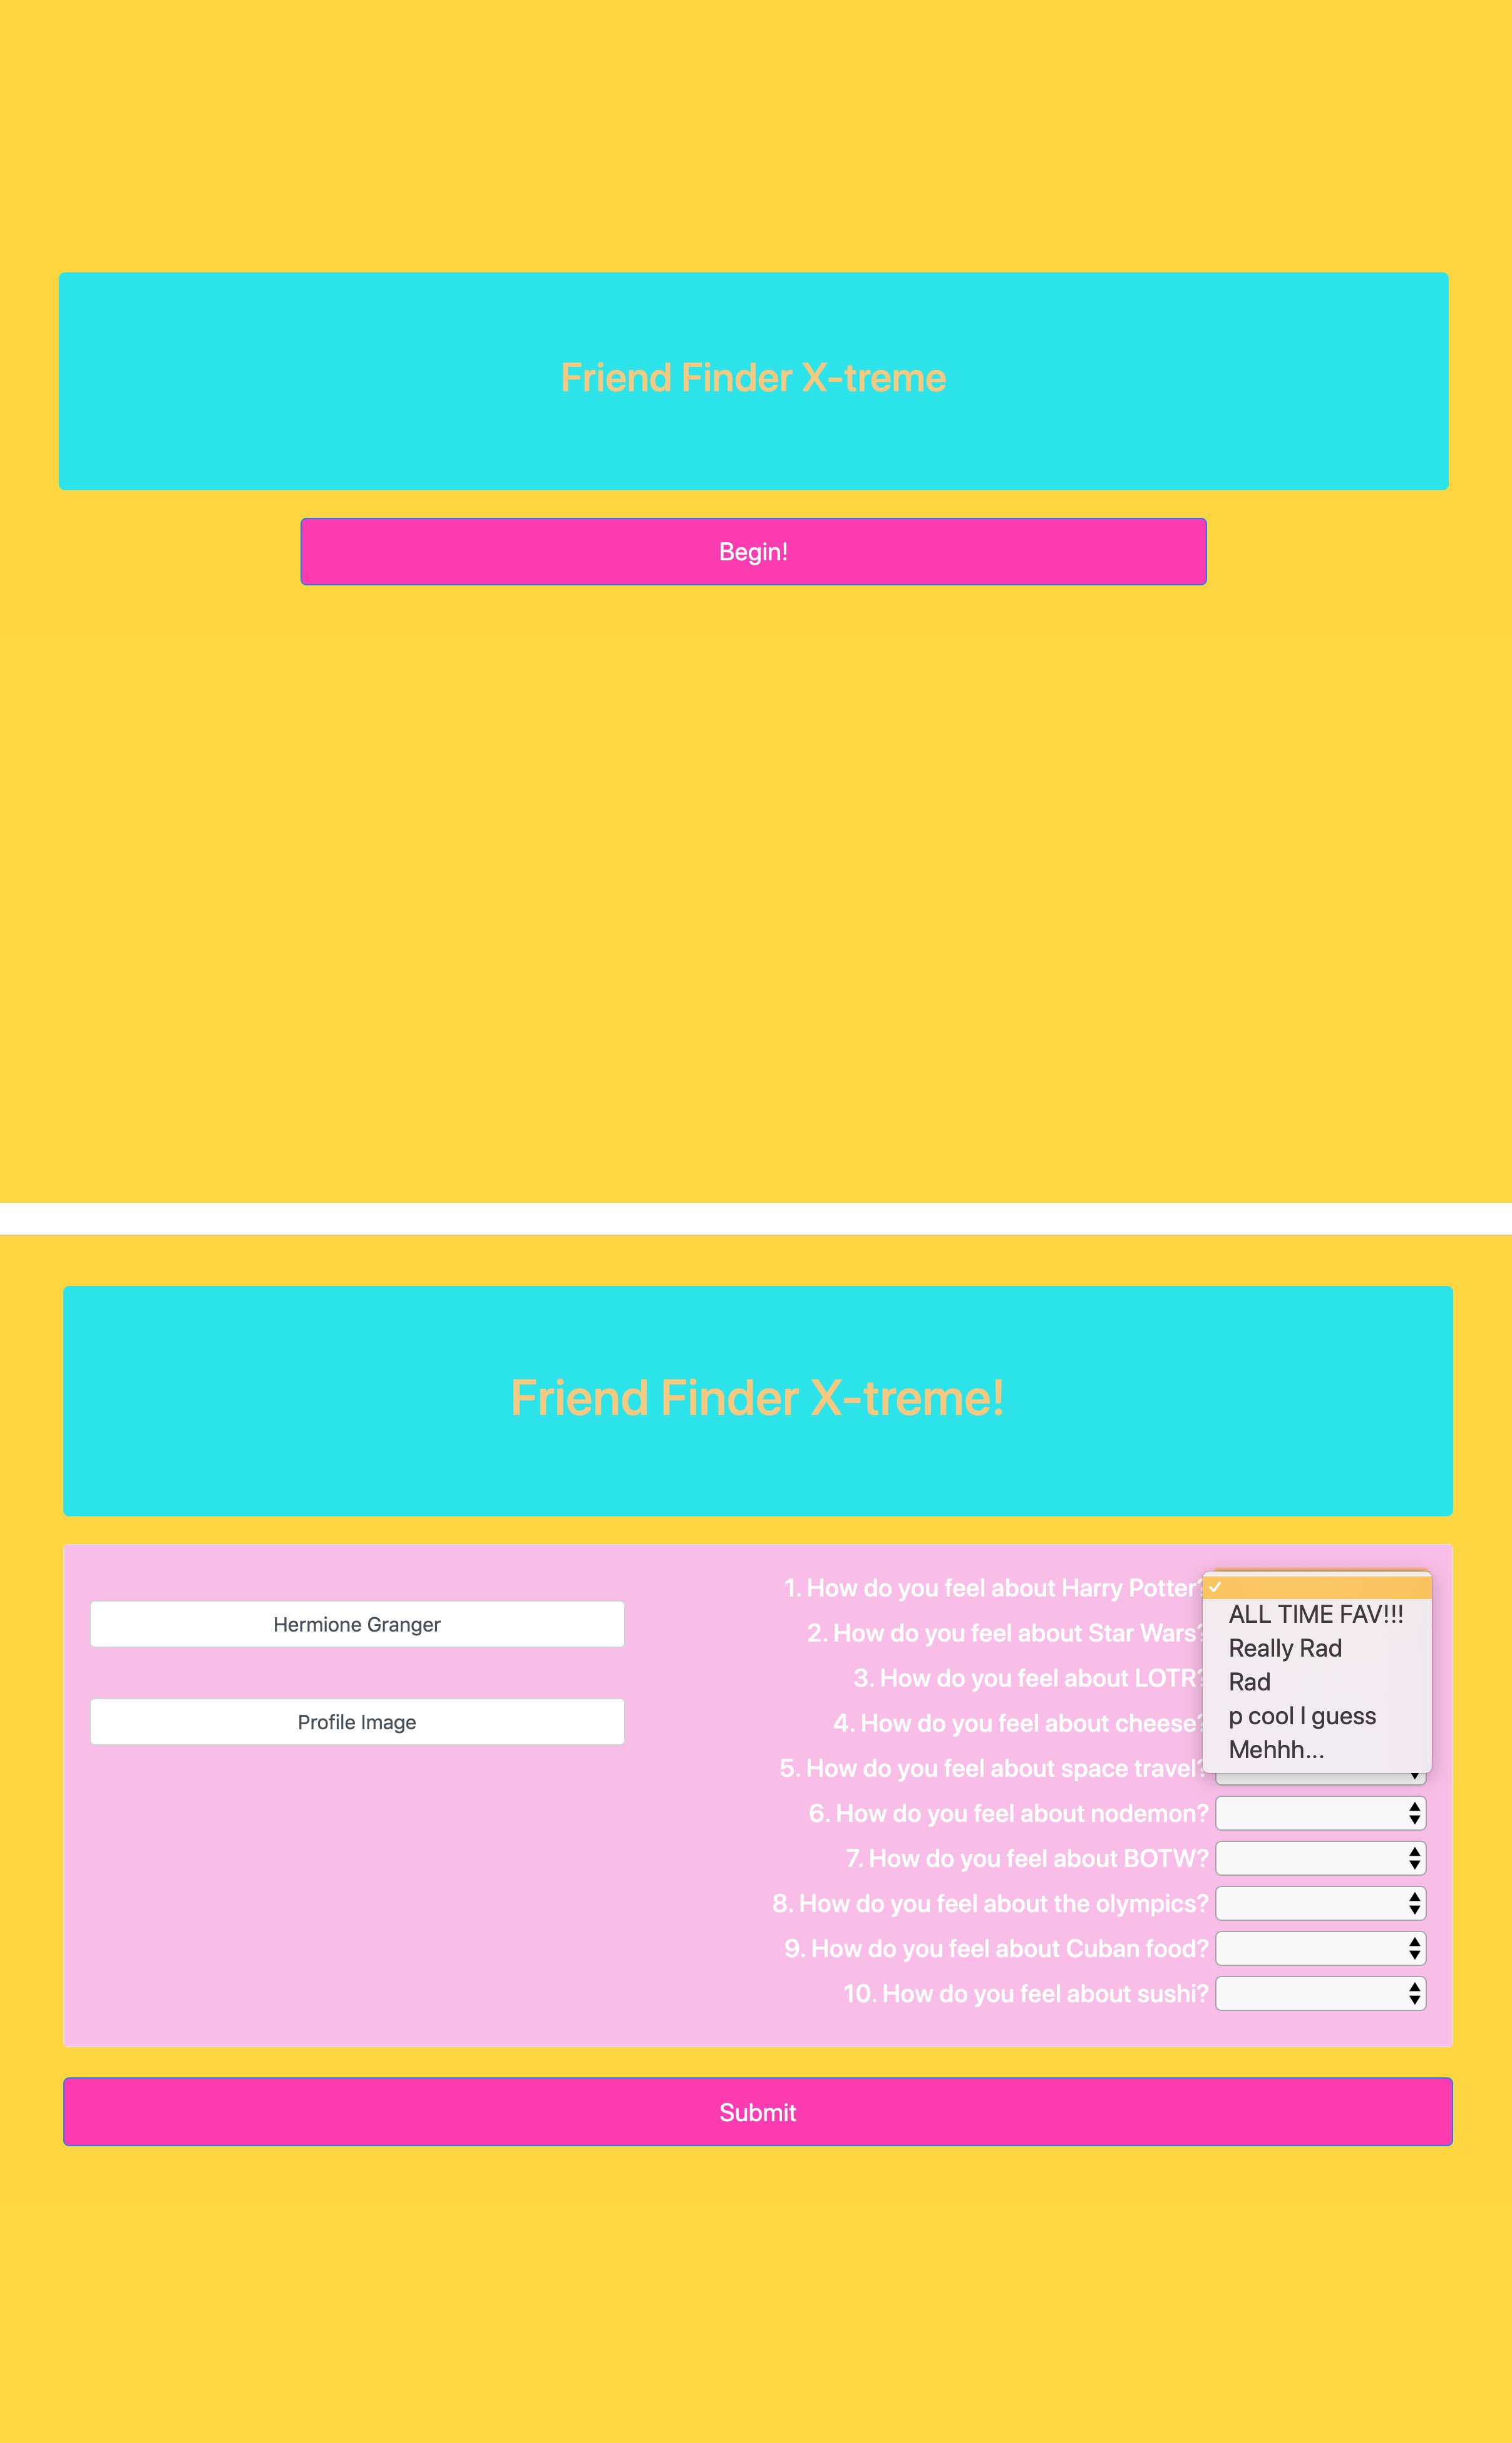 Friend Finder X-treme
Begin!
Friend Finder X-treme!
Hermione Granger
Profile Image
1. How do you feel about Harry Potter?
2. How do you feel about Star Wars?
3. How do you feel about LOTR?
4. How do you feel about cheese?
5. How do you feel about space travel?
6. How do you feel about nodemon?
7. How do you feel about BOTW?
8. How do you feel about the olympics?
9. How do you feel about Cuban food?
10. How do you feel about sushi?
ALL TIME FAV!!!
Really Rad
Rad
p cool I guess
Mehhh...
Submit